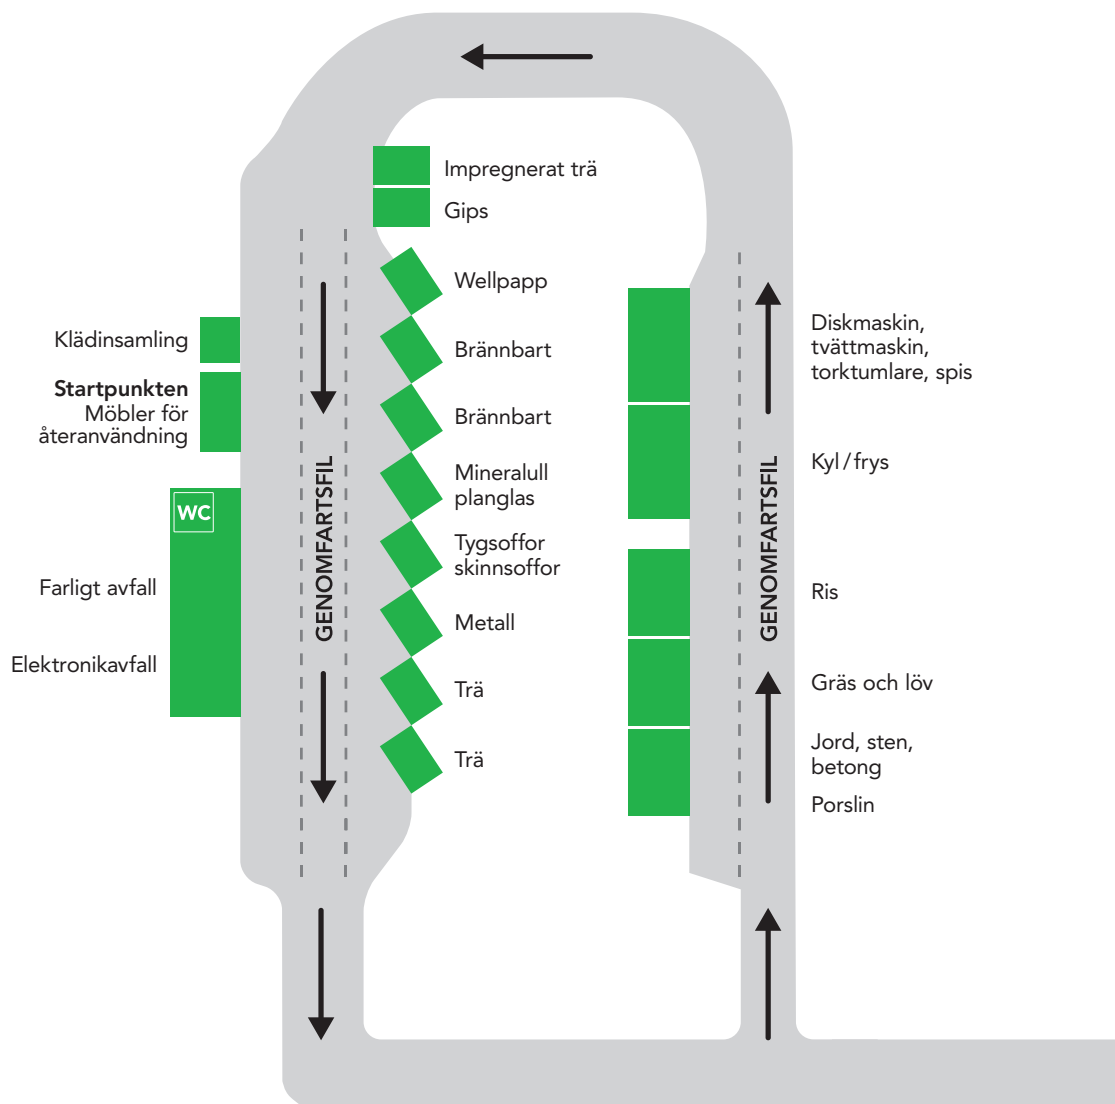 Impregnerat trä
Gips
Wellpapp
Brännbart
Brännbart
Mineralull
planglas
Tygsoffor
skinnsoffor
Metall
Trä
Trä
Klädinsamling
Startpunkten
Möbler för
återanvändning
WC
Farligt avfall
Elektronikavfall
GENOMFARTSFIL
GENOMFARTSFIL
Diskmaskin,
tvättmaskin,
torktumlare, spis
Kyl/frys
Ris
Gräs och löv
Jord, sten,
betong
Porslin